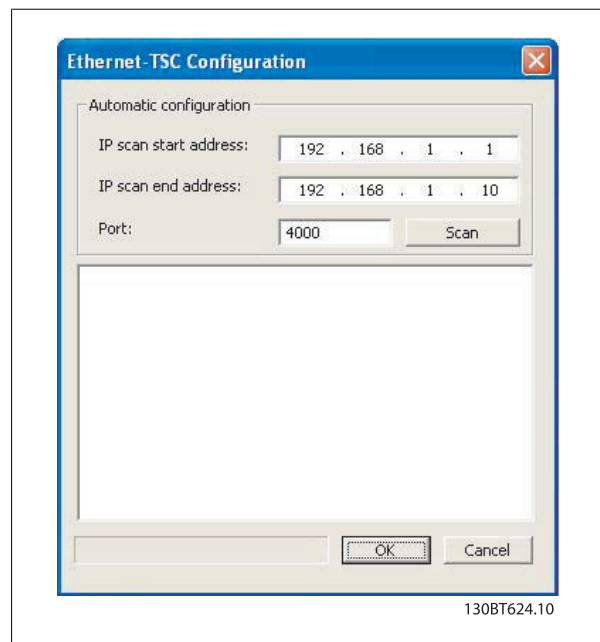 Ethernet-TSC Configuration
Automatic configuration
IP scan start address: 192 . 168 . 1 . 1
IP scan end address: 192 . 168 . 1 . 10
Port: 4000 Scan
OK Cancel
130BT624.10